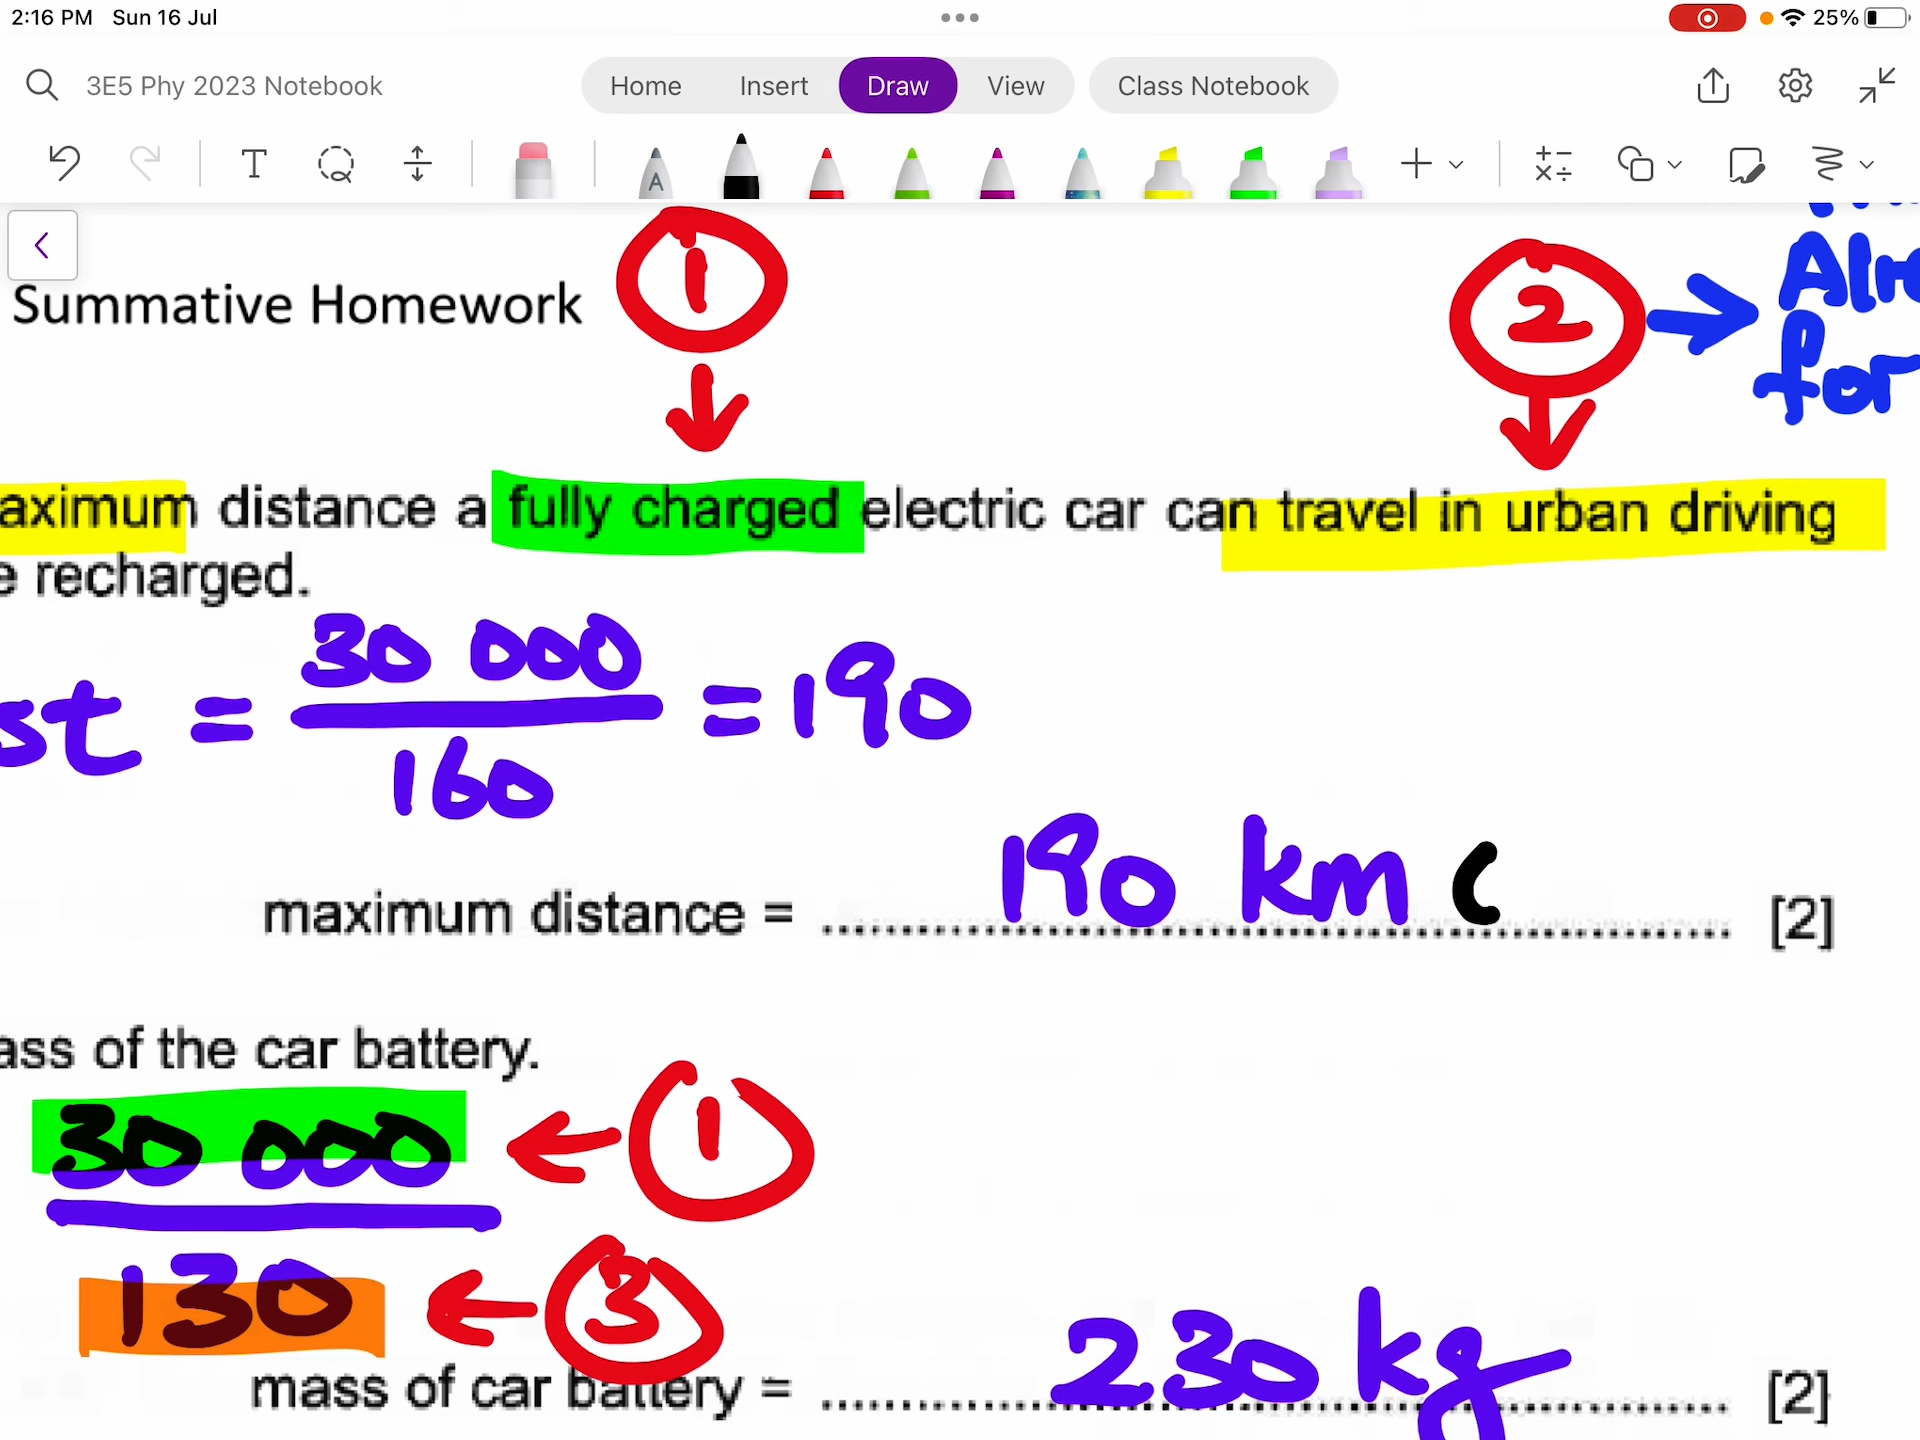 2:16 PM Sun 16 Jul
25%
3E5 Phy 2023 Notebook
Home Insert Draw View Class Notebook
T
A
Summative Homework
1
2
Alre
for
aximum distance a fully charged electric car can travel in urban driving
e recharged.
st = 30 000 / 160 = 190
maximum distance = 190 km ( [2]
ass of the car battery.
30 000 ← 1
130 ← 3
mass of car battery = 230 kg [2]